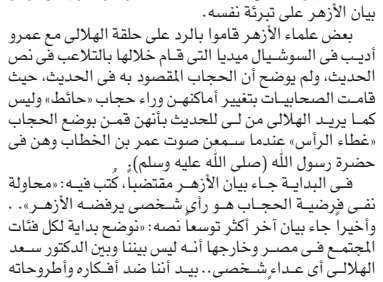 بيان الأزهر على تبرئة نفسه.
بعض علماء الأزهر قاموا بالرد على حلقة الهلالى مع عمرو
أديب فى السوشيال ميديا التى قام خلالها بالتلاعب فى نص
الحديث، ولم يوضح أن الحجاب المقصود به فى الحديث، حيث
قامت الصحابيات بتغيير أماكنهن وراء حجاب «حائط» وليس
كما يريد الهلالى من لى للحديث بأنهن قمن بوضع الحجاب
«غطاء الرأس» عندما سمعن صوت عمر بن الخطاب وهن فى
حضرة رسول الله (صلى الله عليه وسلم).
فى البداية جاء بيان الأزهر مقتضباً، كُتب فيه: «محاولة
نفى فرضية الحجاب هو رأى شخصى يرفضه الأزهر». .
وأخيراً جاء بيان آخر أكثر توسعاً نصه: «نوضح بداية لكل فئات
المجتمع فى مصر وخارجها أنه ليس بيننا وبين الدكتور سعد
الهلالى أى عداء شخصى.. بيد أننا ضد أفكاره وأطروحاته